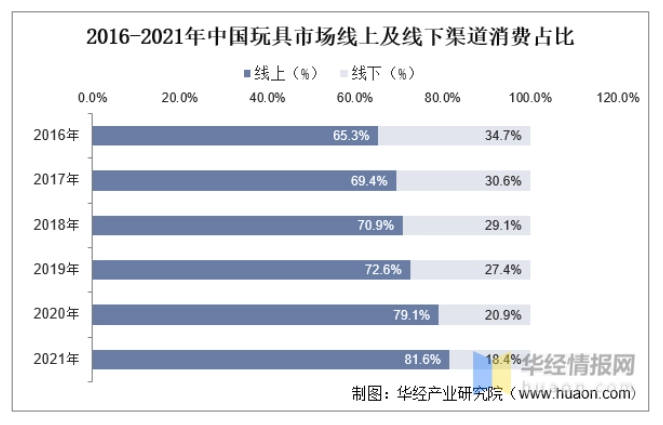 2016-2021年中国玩具市场线上及线下渠道消费占比
线上（%） 线下（%）
0.0% 20.0% 40.0% 60.0% 80.0% 100.0% 120.0%
2016年 65.3% 34.7%
2017年 69.4% 30.6%
2018年 70.9% 29.1%
2019年 72.6% 27.4%
2020年 79.1% 20.9%
2021年 81.6% 18.4%
华经情报网
huaon.com
制图：华经产业研究院（www.huaon.com）